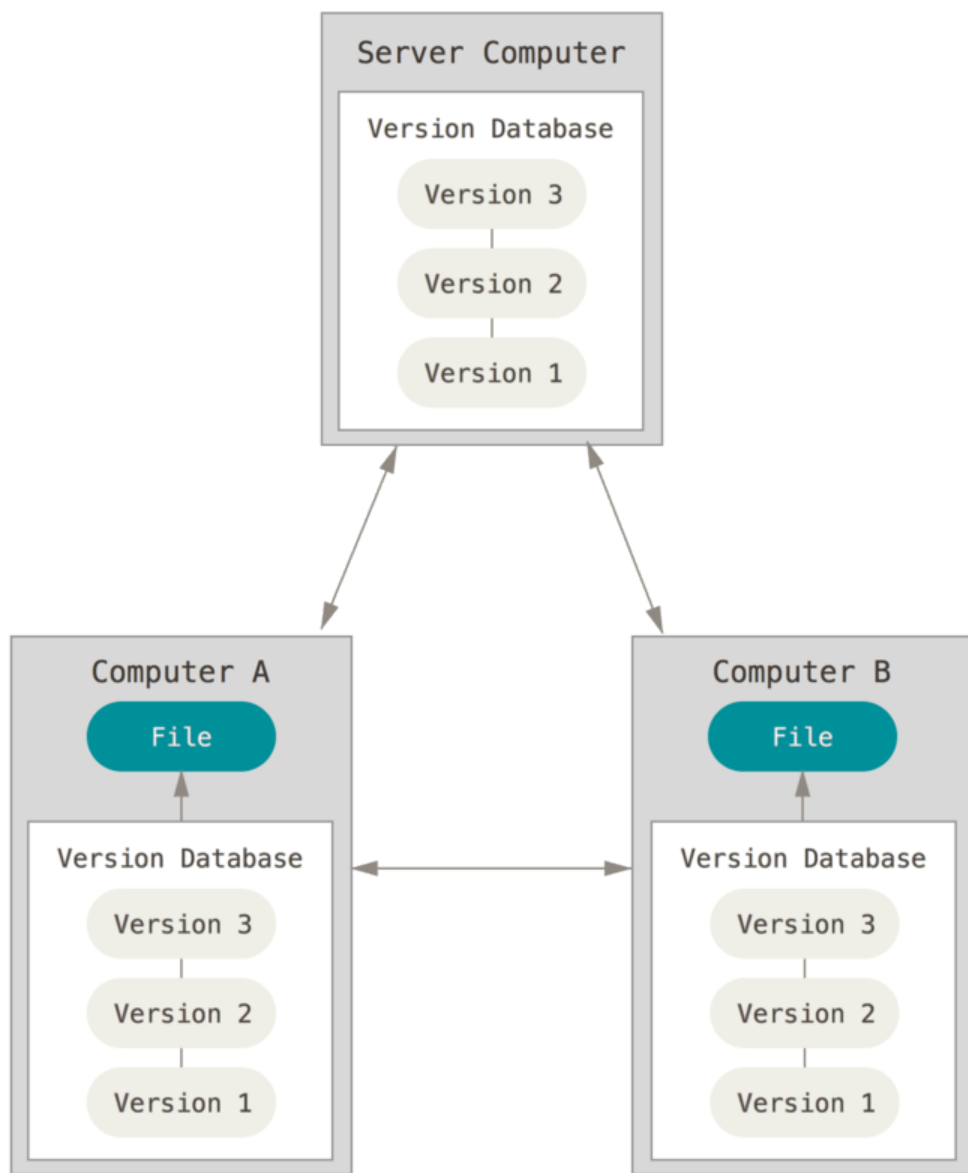 Server Computer
Version Database
Version 3
Version 2
Version 1
Computer A
File
Version Database
Version 3
Version 2
Version 1
Computer B
File
Version Database
Version 3
Version 2
Version 1